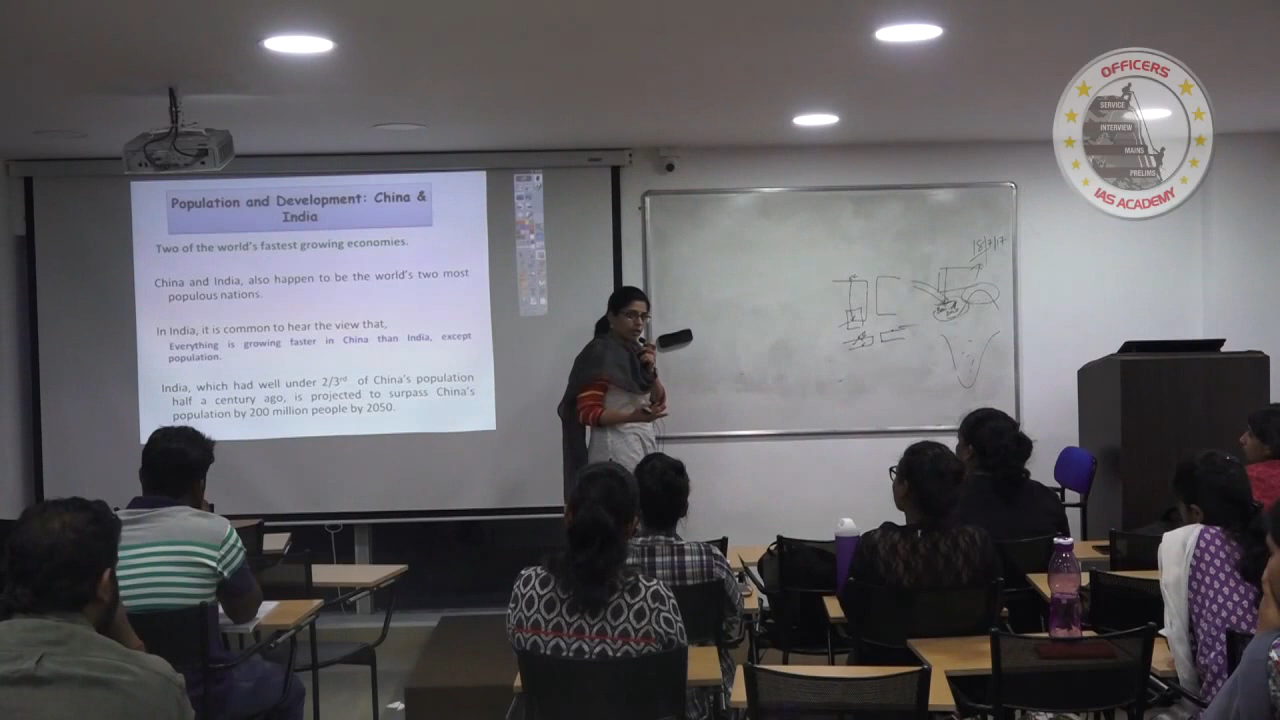 Population and Development: China &
India
Two of the world's fastest growing economies.
China and India, also happen to be the world's two most
populous nations.
In India, it is common to hear the view that,
Everything is growing faster in China than India, except
population.
India, which had well under 2/3rd of China's population
half a century ago, is projected to surpass China's
population by 200 million people by 2050.
18/7/17
OFFICERS
SERVICE
INTERVIEW
MAINS
PRELIMS
IAS ACADEMY